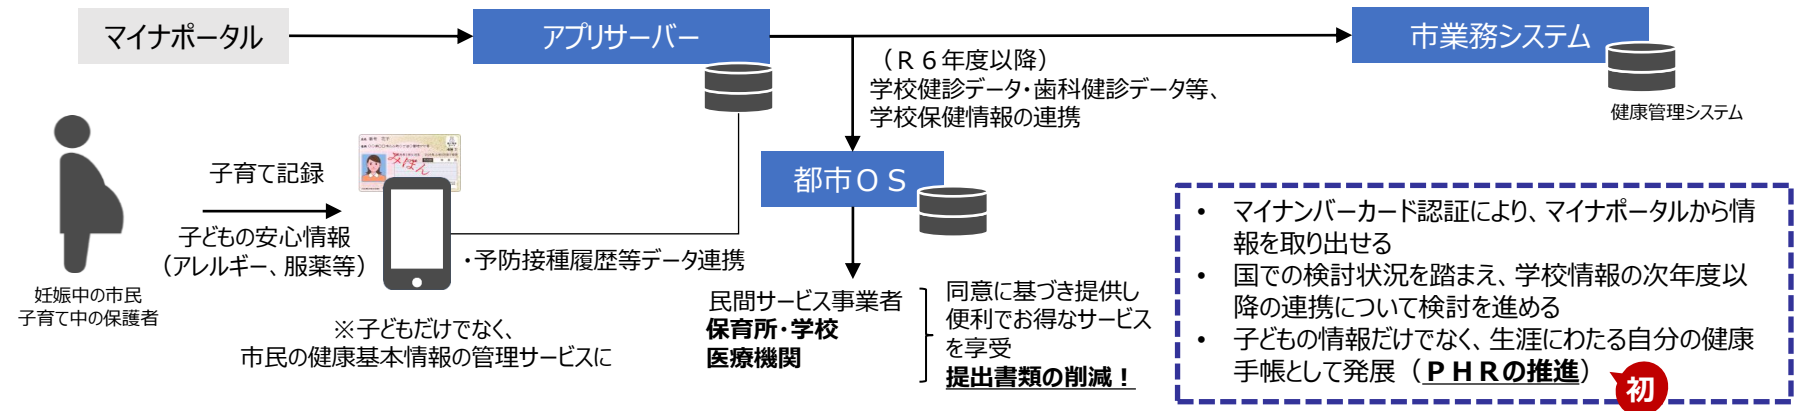 マイナポータル
アプリサーバー
市業務システム
健康管理システム
（Ｒ６年度以降）
学校健診データ・歯科健診データ等、
学校保健情報の連携
都市ＯＳ
子育て記録
子どもの安心情報
（アレルギー、服薬等）
みほん
・予防接種履歴等データ連携
妊娠中の市民
子育て中の保護者
※子どもだけでなく、
市民の健康基本情報の管理サービスに
民間サービス事業者
保育所・学校
医療機関
同意に基づき提供し
便利でお得なサービス
を享受
提出書類の削減！
• マイナンバーカード認証により、マイナポータルから情
報を取り出せる
• 国での検討状況を踏まえ、学校情報の次年度以
降の連携について検討を進める
• 子どもの情報だけでなく、生涯にわたる自分の健康
手帳として発展（ＰＨＲの推進）
初